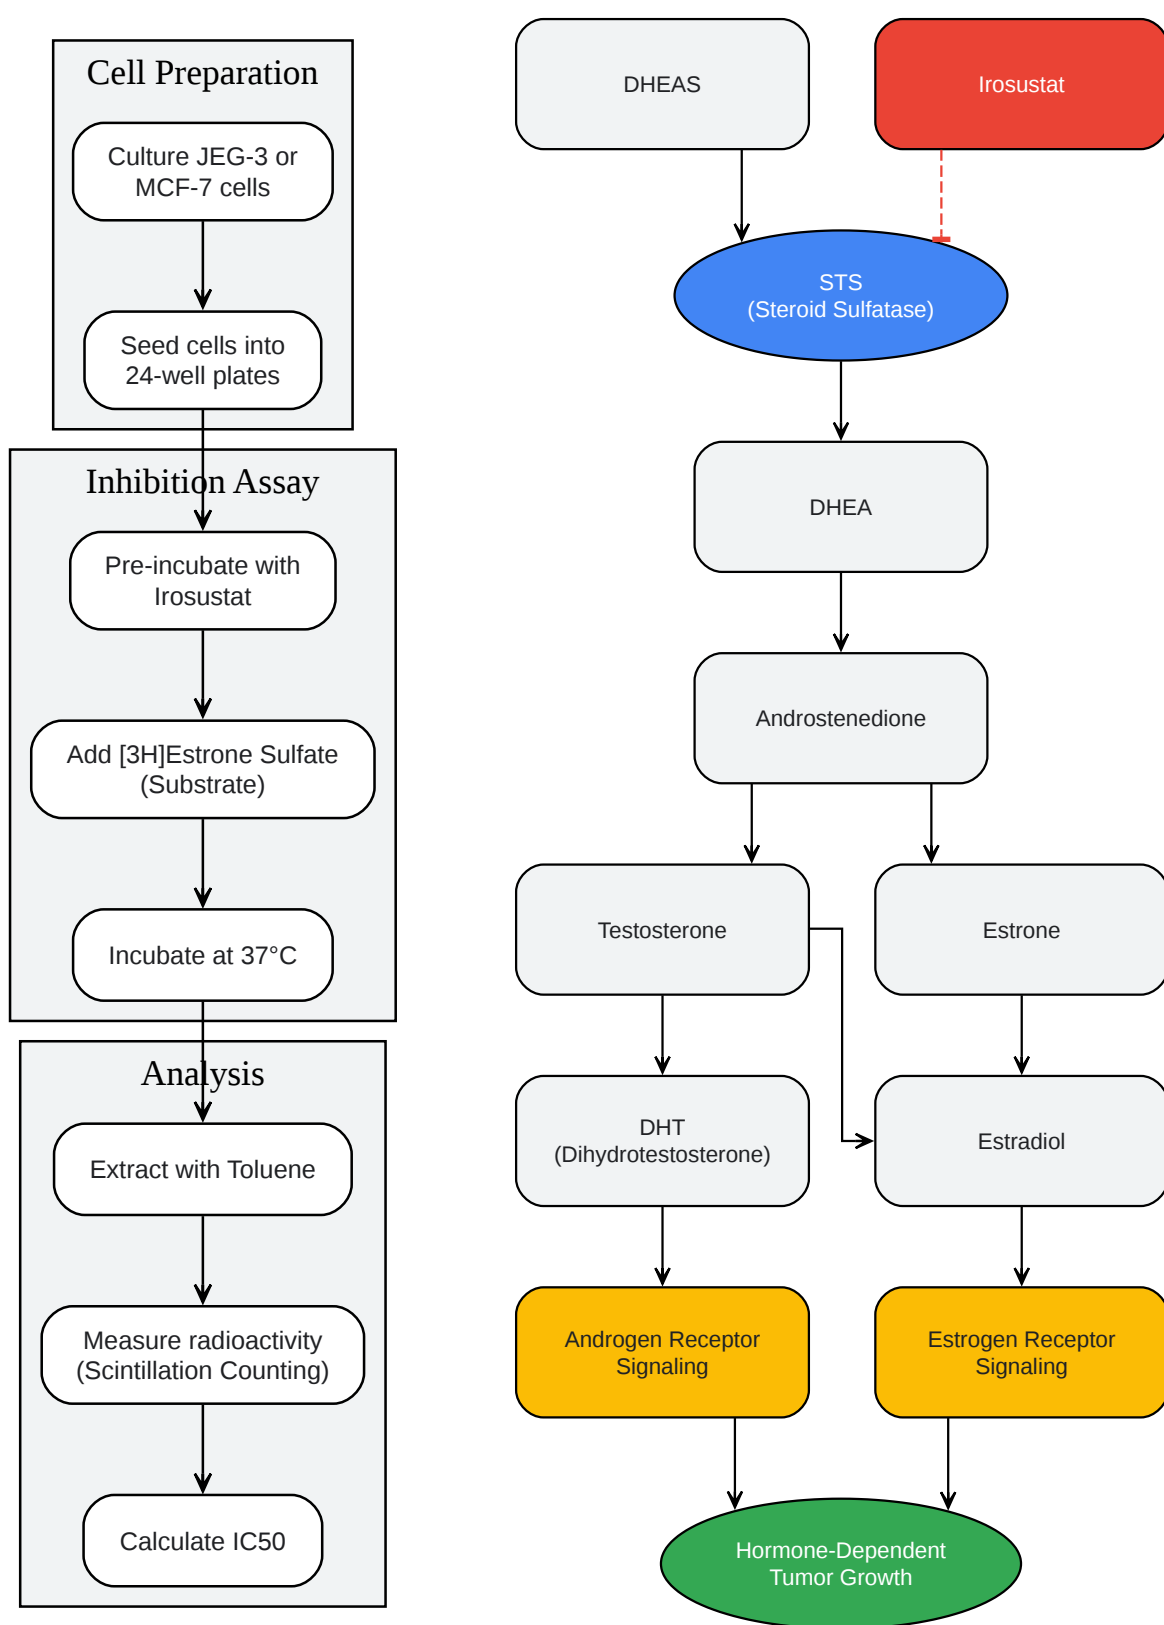 Cell Preparation
Culture JEG-3 or
MCF-7 cells
Seed cells into
24-well plates
Inhibition Assay
Pre-incubate with
Irosustat
Add [3H]Estrone Sulfate
(Substrate)
Incubate at 37°C
Analysis
Extract with Toluene
Measure radioactivity
(Scintillation Counting)
Calculate IC50
DHEAS
Irosustat
STS
(Steroid Sulfatase)
DHEA
Androstenedione
Testosterone
Estrone
DHT
(Dihydrotestosterone)
Estradiol
Androgen Receptor
Signaling
Estrogen Receptor
Signaling
Hormone-Dependent
Tumor Growth